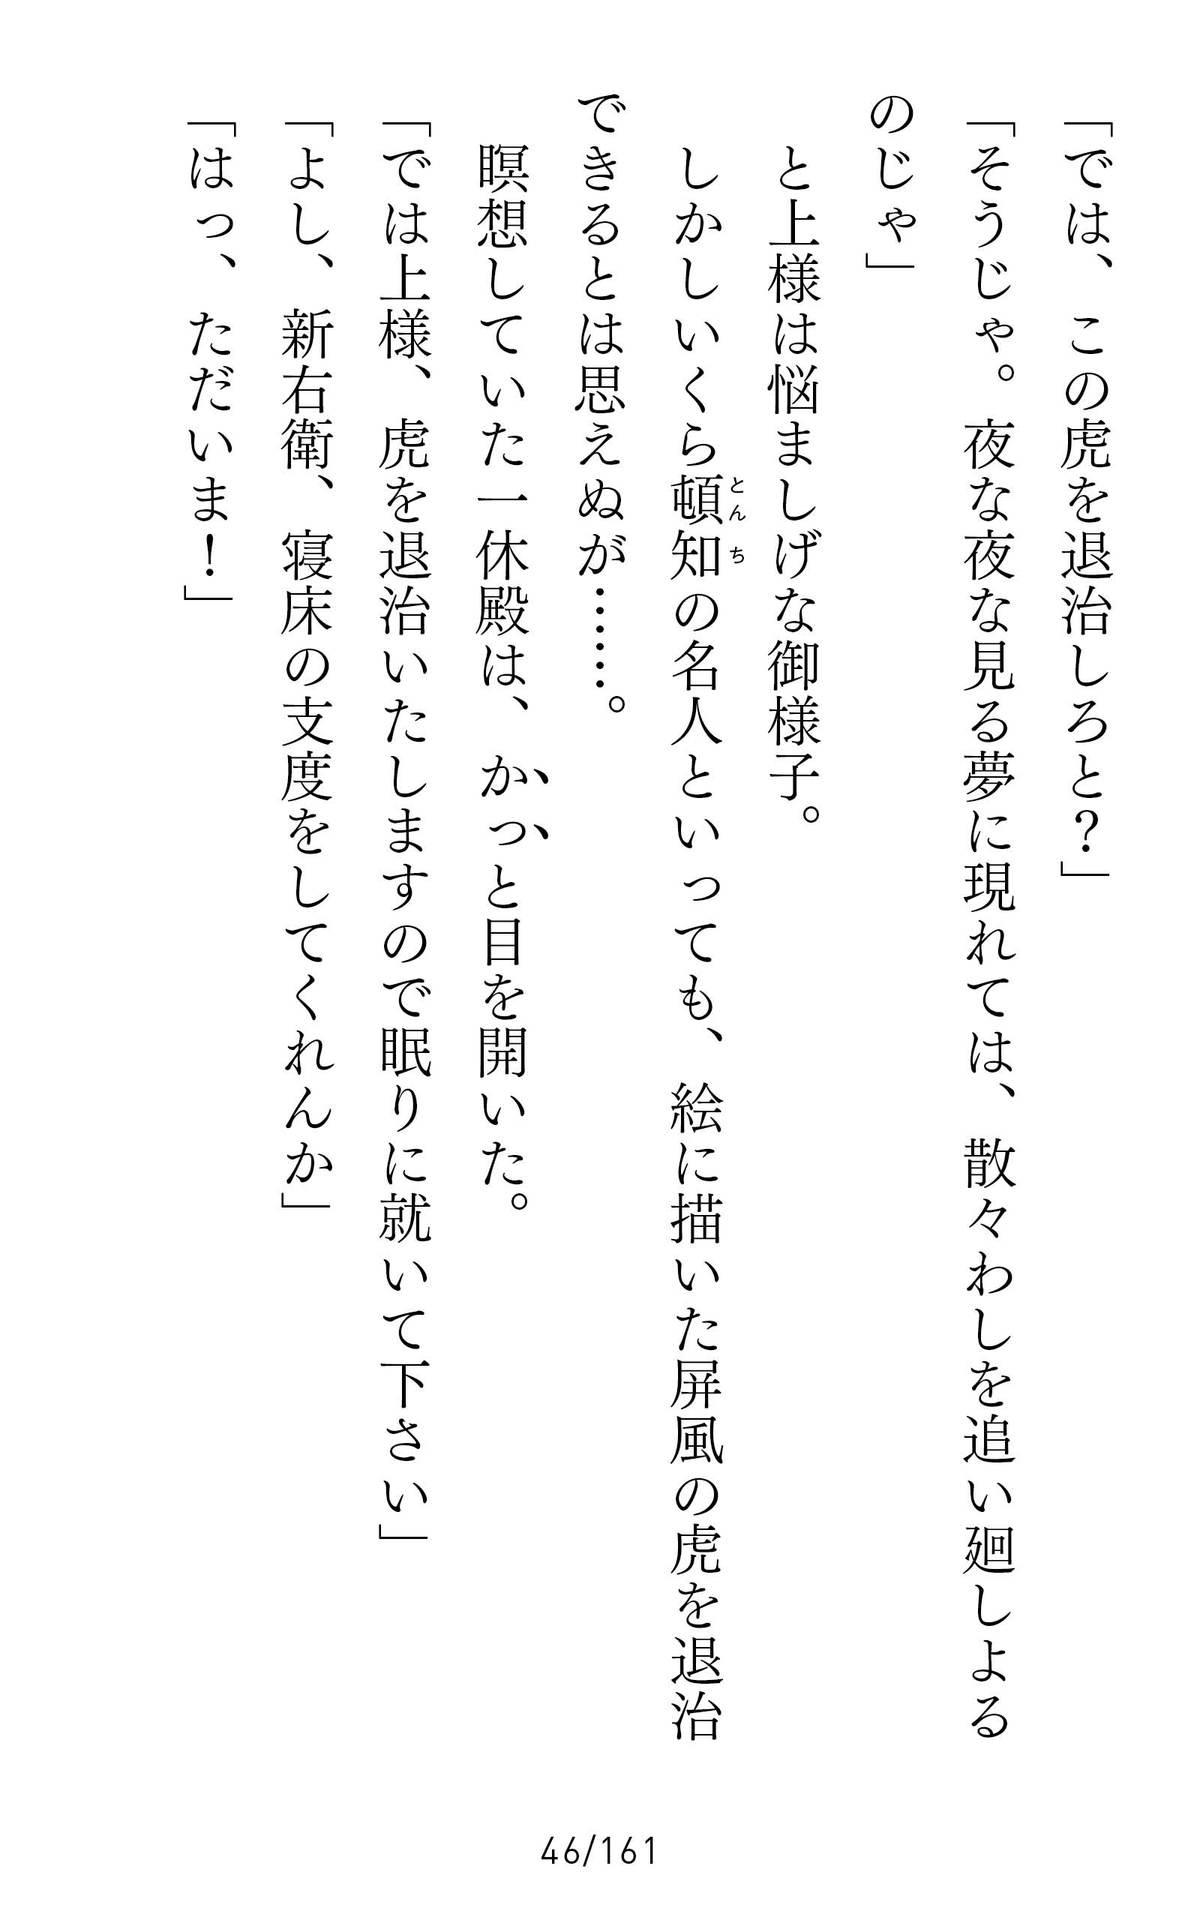 「では、この虎を退治しろと？」
「そうじゃ。夜な夜な見る夢に現れては、散々わしを追い廻しよる
のじゃ」
と上様は悩ましげな御様子。
しかしいくら頓知の名人といっても、絵に描いた屏風の虎を退治
とんち
できるとは思えぬが……。
瞑想していた一休殿は、かっと目を開いた。
「では上様、虎を退治いたしますので眠りに就いて下さい」
「よし、新右衛、寝床の支度をしてくれんか」
「はっ、ただいま！」
46/161